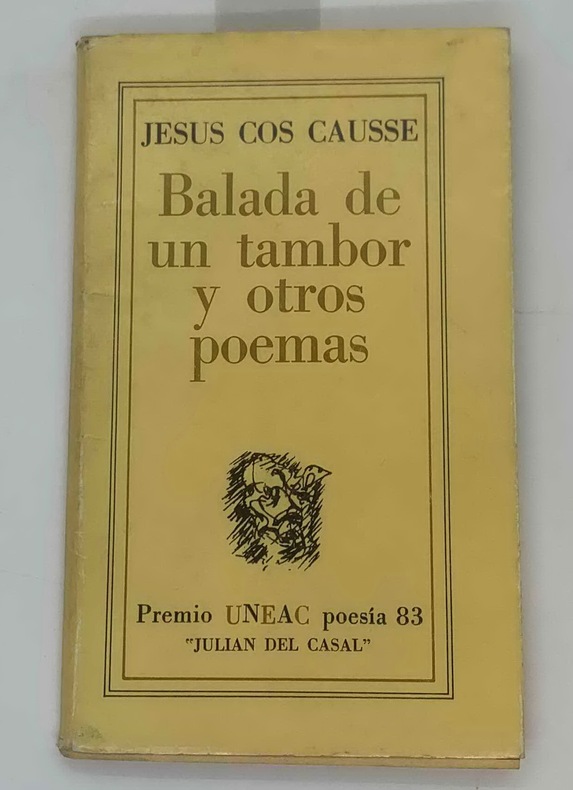 JESUS COS CAUSSE
Balada de
un tambor
y otros
poemas
Premio UNEAC poesía 83
"JULIAN DEL CASAL"